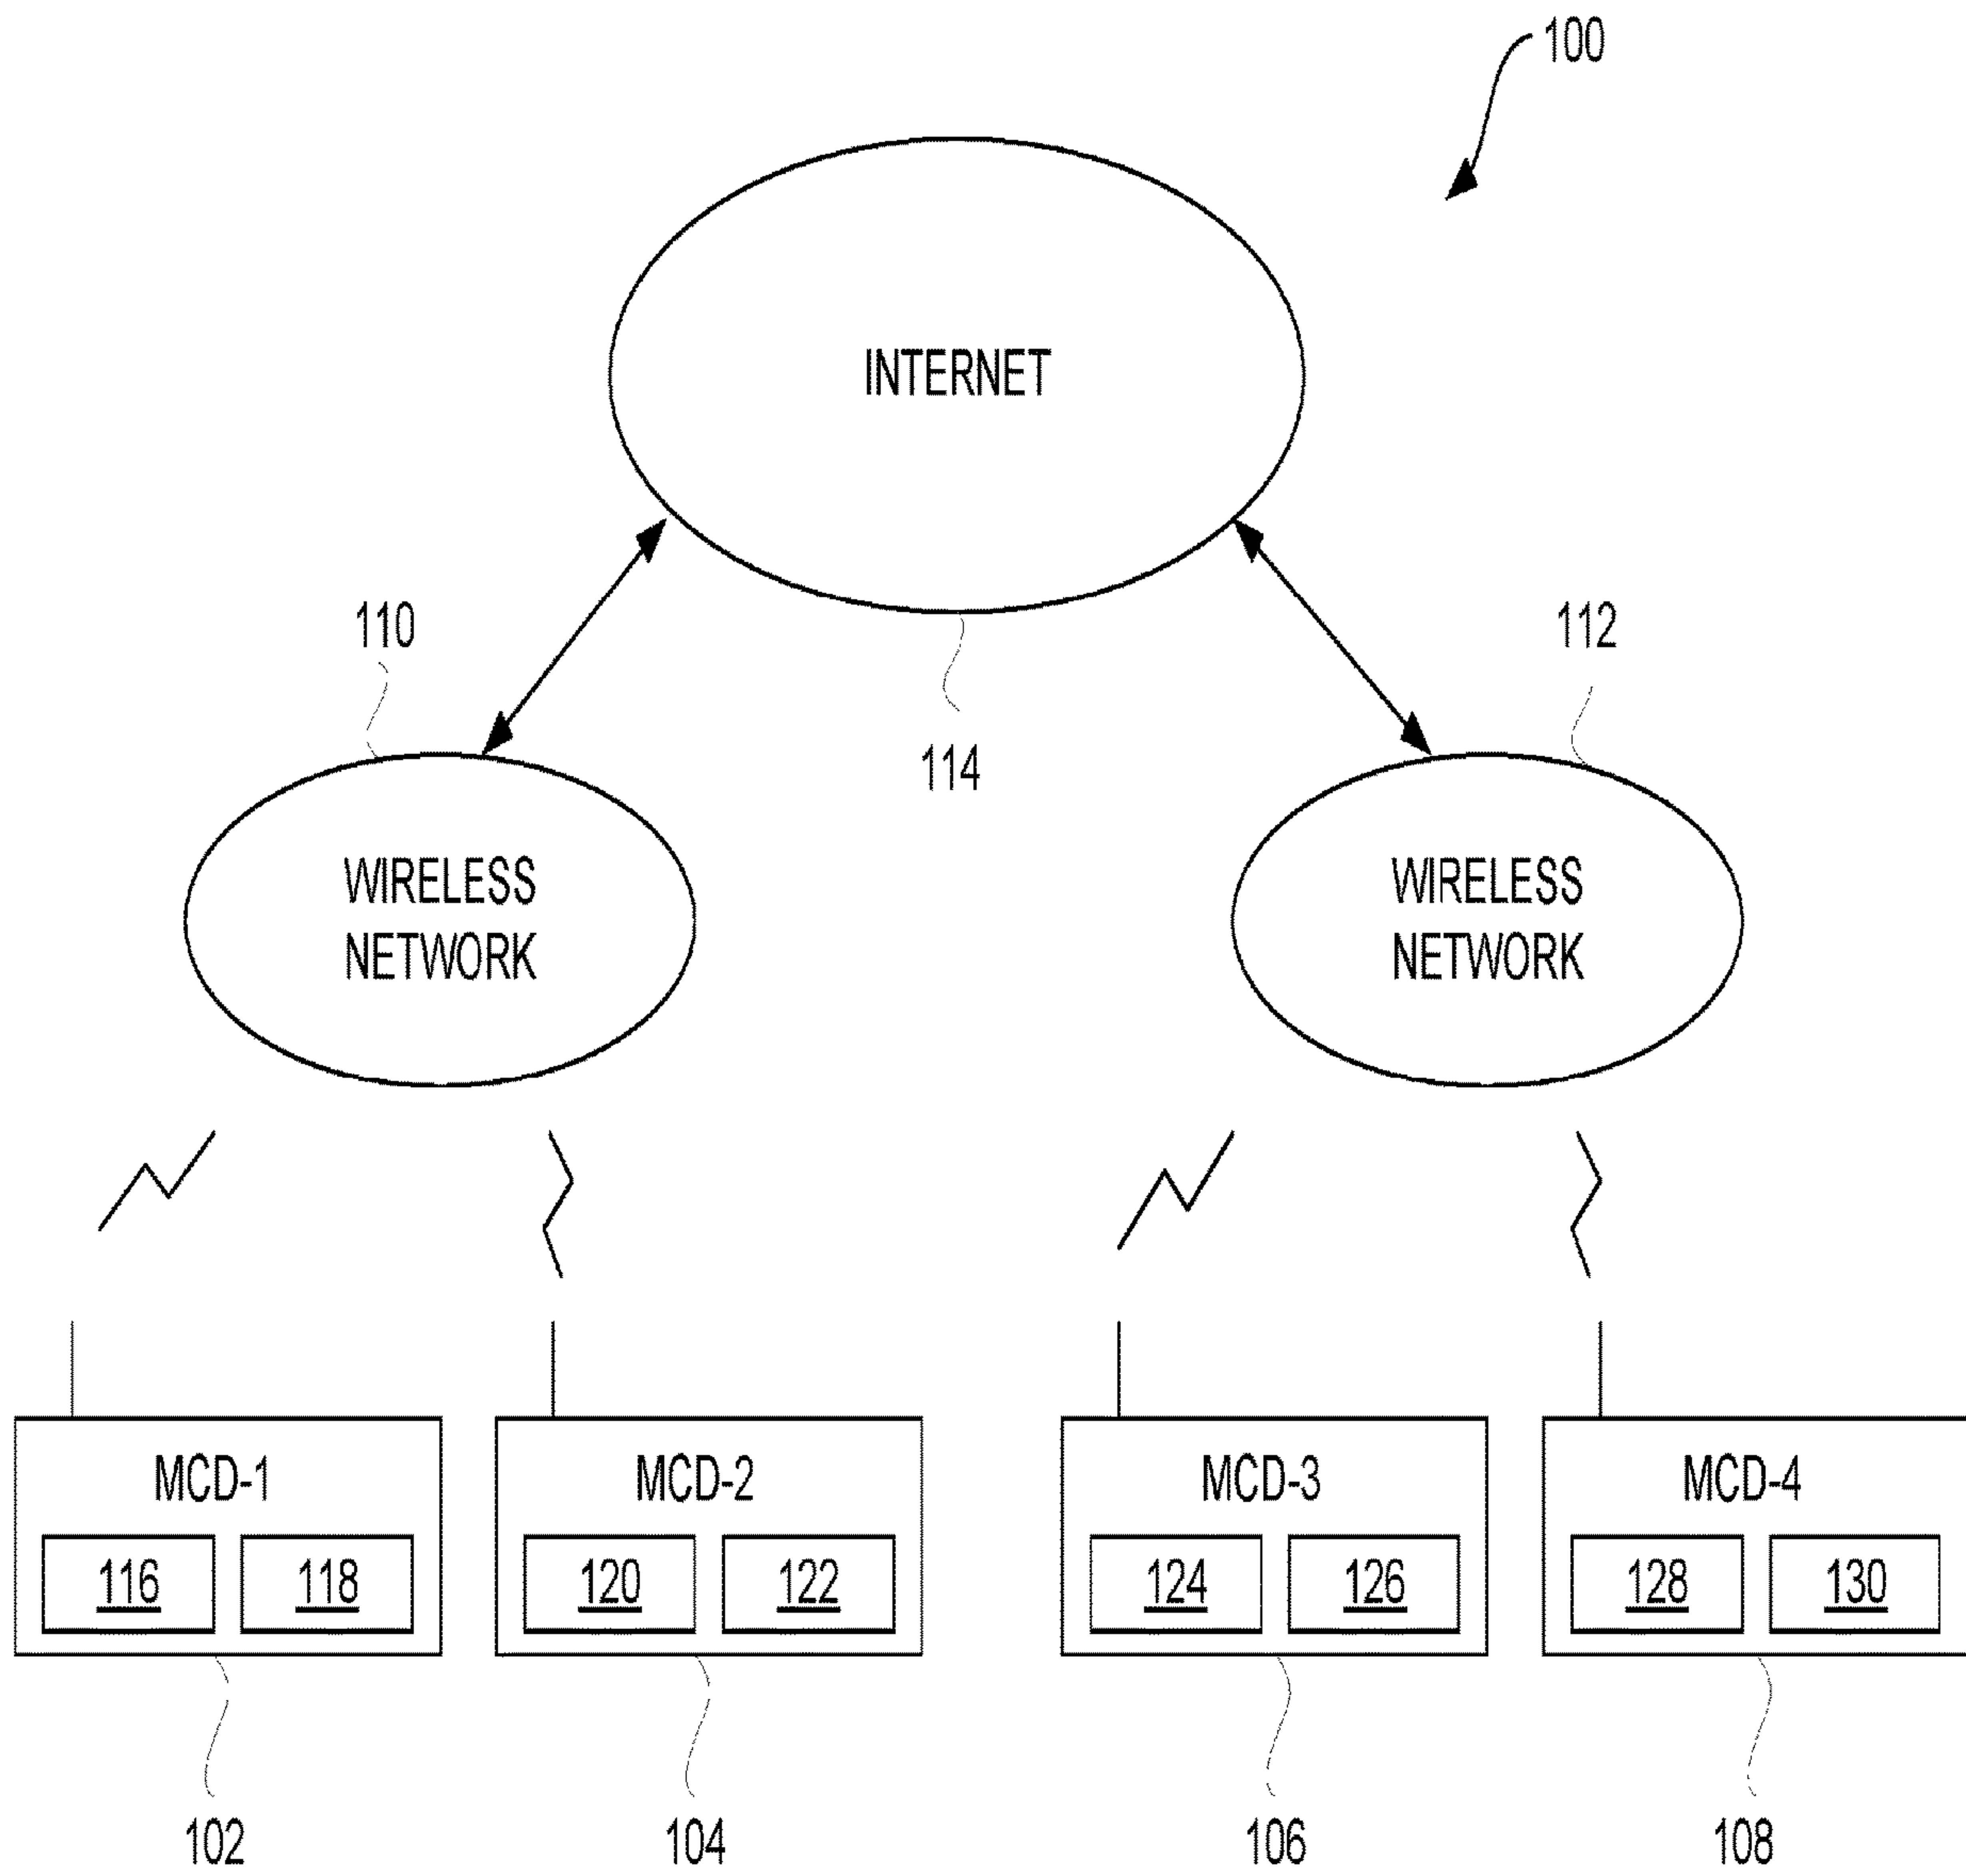 100
INTERNET
110
112
114
WIRELESS
NETWORK
WIRELESS
NETWORK
MCD-1
MCD-2
MCD-3
MCD-4
116
118
120
122
124
126
128
130
102
104
106
108